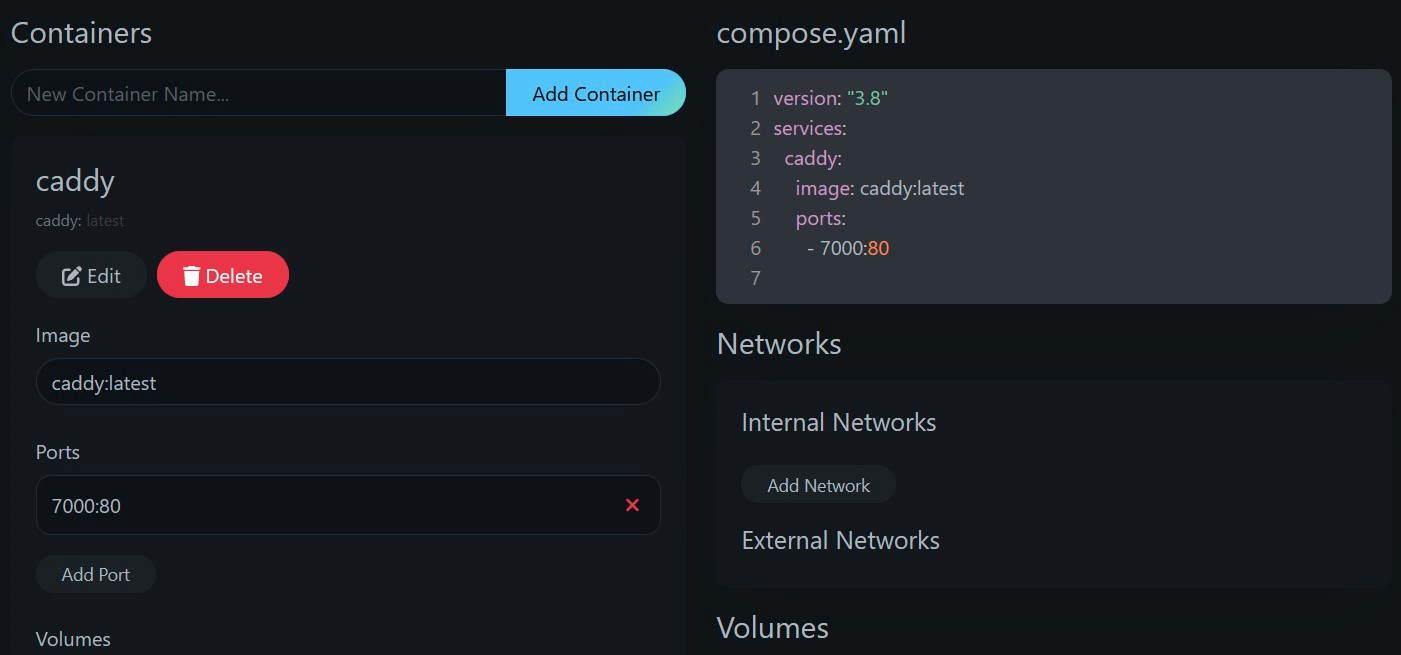 Containers
New Container Name...
Add Container
caddy
caddy: latest
Edit
Delete
Image
caddy:latest
Ports
7000:80
Add Port
Volumes
compose.yaml
1 version: "3.8"
2 services:
3 caddy:
4 image: caddy:latest
5 ports:
6 - 7000:80
7
Networks
Internal Networks
Add Network
External Networks
Volumes